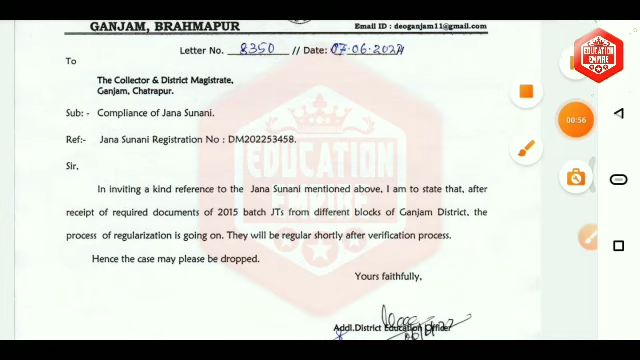 GANJAM, BRAHMAPUR
Email ID : deoganjam11@gmail.com
Letter No. 8350 // Date: 07.06.2024
To
The Collector & District Magistrate,
Ganjam, Chatrapur.
Sub: - Compliance of Jana Sunani.
Ref:- Jana Sunani Registration No : DM202253458.
Sir,
In inviting a kind reference to the Jana Sunani mentioned above, I am to state that, after
receipt of required documents of 2015 batch JTs from different blocks of Ganjam District, the
process of regularization is going on. They will be regular shortly after verification process.
Hence the case may please be dropped.
Yours faithfully,
Addl.District Education Officer
EDUCATION
EMPIRE
EDUCATION
EMPIRE
00:56